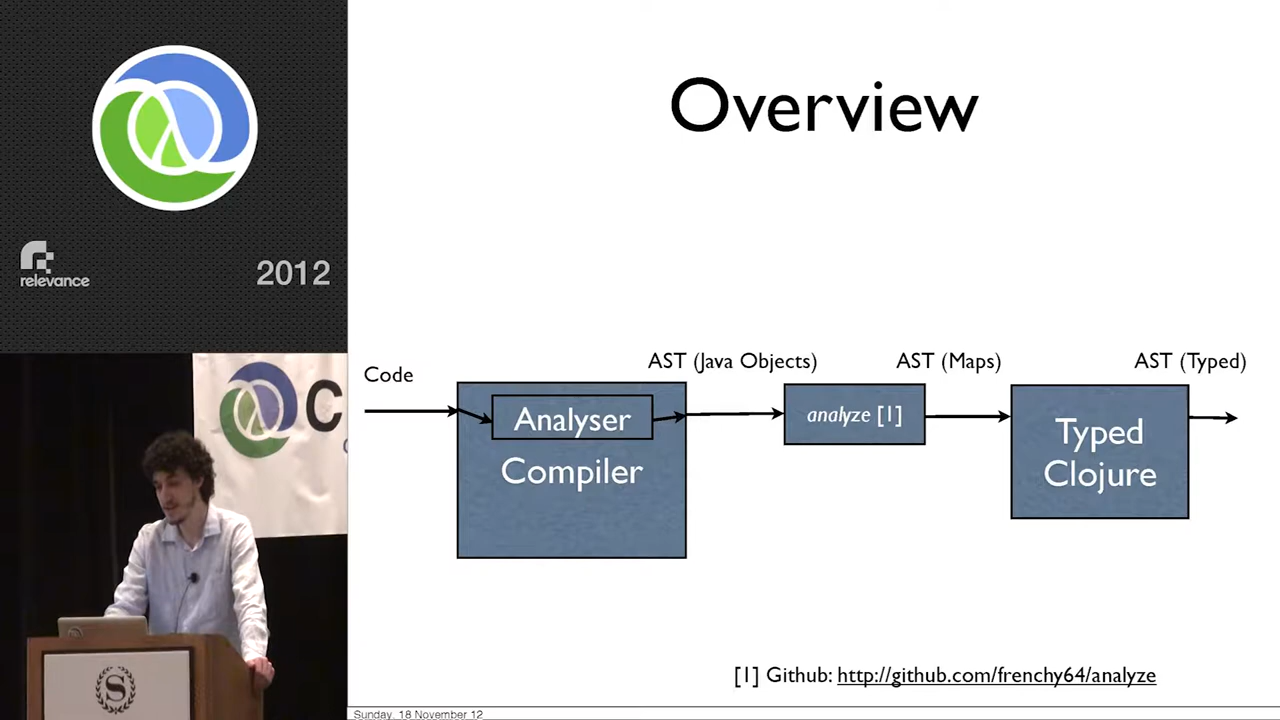 relevance
2012
C
S
Overview
Code
AST (Java Objects)
AST (Maps)
AST (Typed)
Analyser
Compiler
analyze [1]
Typed
Clojure
[1] Github: http://github.com/frenchy64/analyze
Sunday, 18 November 12